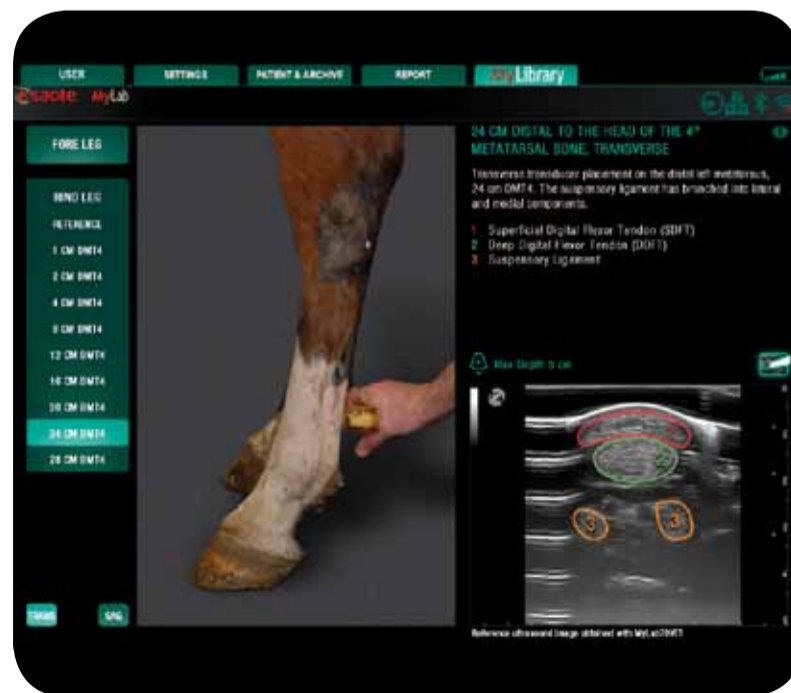 USER
SETTINGS
PATIENT & ARCHIVE
REPORT
MyLibrary
esaote MyLab
FORE LEG
HIND LEG
REFERENCE
1 CM DMT4
2 CM DMT4
4 CM DMT4
8 CM DMT4
12 CM DMT4
16 CM DMT4
20 CM DMT4
24 CM DMT4
28 CM DMT4
TRANS
SAG
24 CM DISTAL TO THE HEAD OF THE 4°
METATARSAL BONE, TRANSVERSE
Transverse transducer placement on the distal left metatarsus,
24 cm DMT4. The suspensory ligament has branched into lateral
and medial components.
1 Superficial Digital Flexor Tendon (SDFT)
2 Deep Digital Flexor Tendon (DDFT)
3 Suspensory Ligament
Max Depth 5 cm
3
3
Reference ultrasound image obtained with MyLab